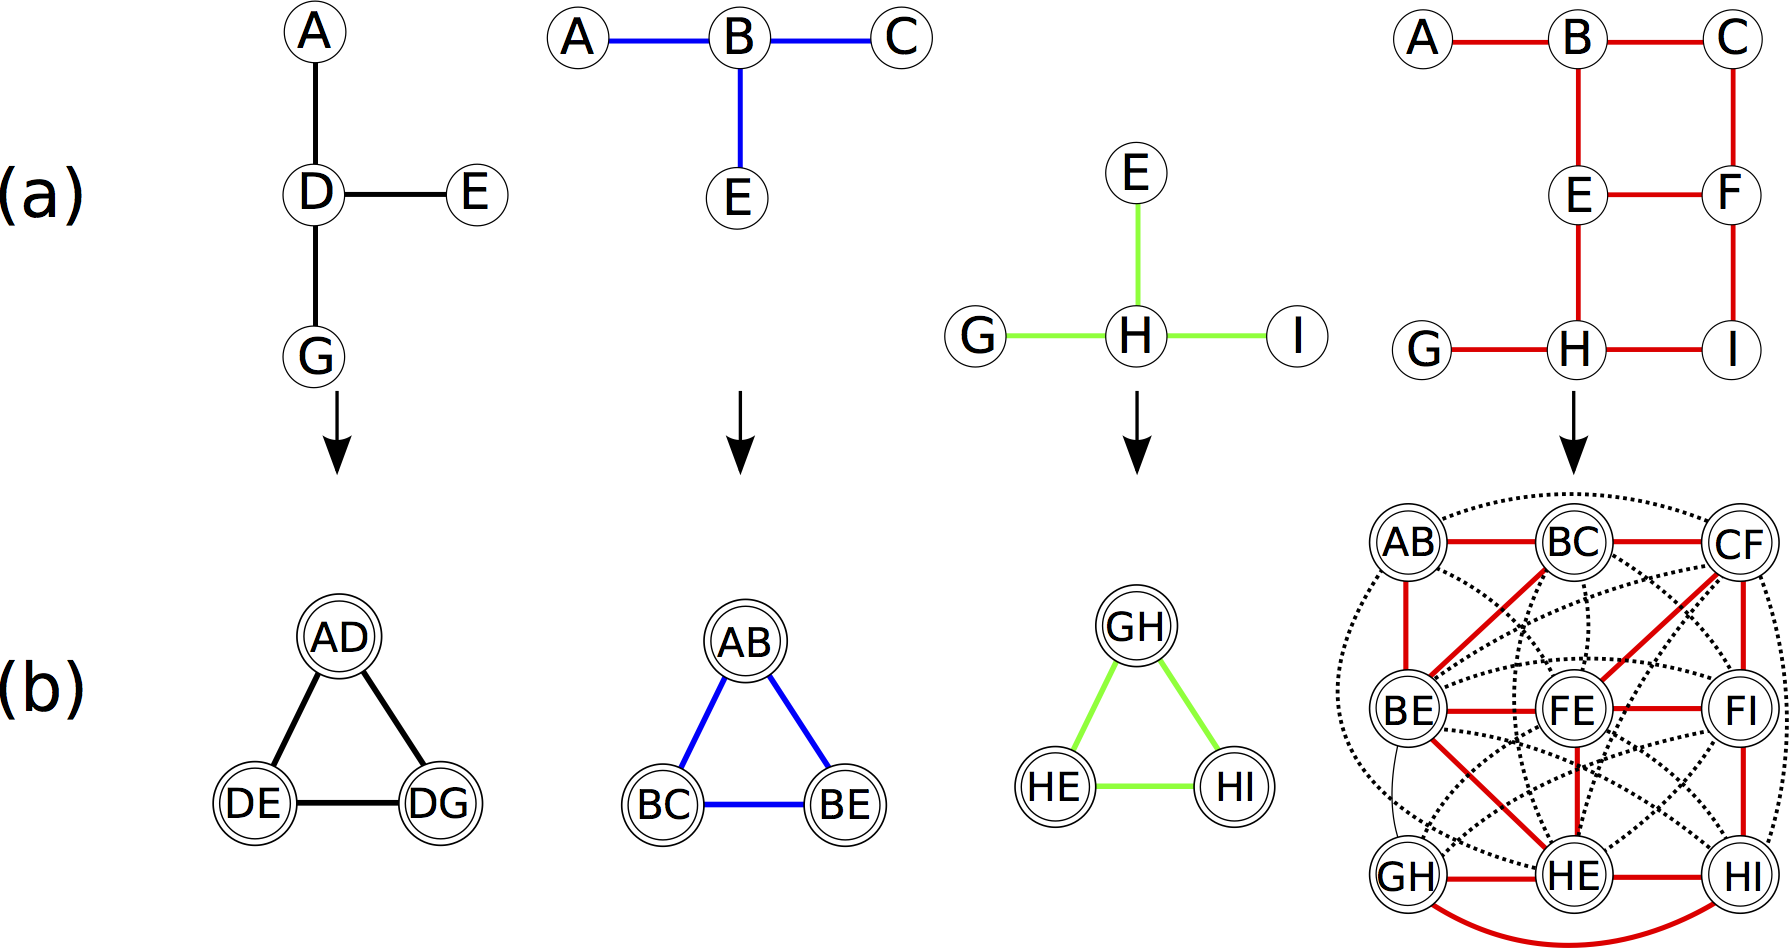 A
A B C
A B C
E
(a)
D E
E
E F
G H I
G
G H I
AB BC CF
AD
AB
GH
(b)
BE FE FI
DE DG
BC BE
HE HI
GH HE HI